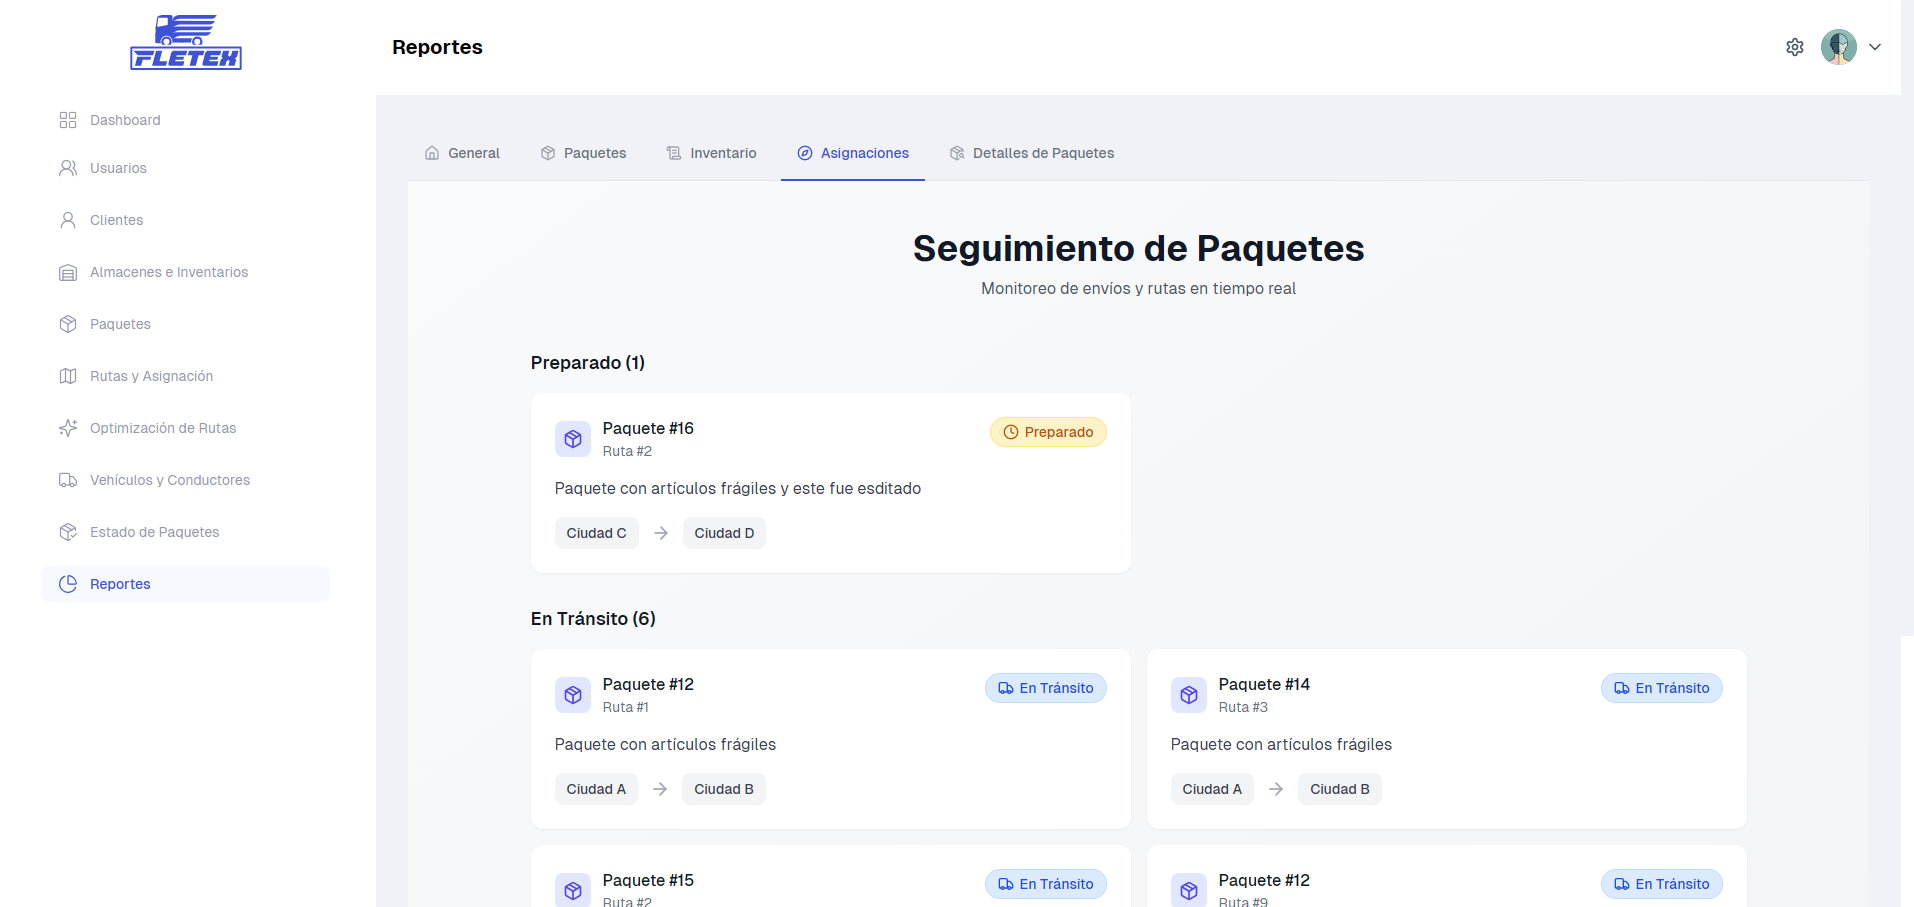 FLETEX
Reportes
Dashboard
Usuarios
Clientes
Almacenes e Inventarios
Paquetes
Rutas y Asignación
Optimización de Rutas
Vehículos y Conductores
Estado de Paquetes
Reportes
General
Paquetes
Inventario
Asignaciones
Detalles de Paquetes
Seguimiento de Paquetes
Monitoreo de envíos y rutas en tiempo real
Preparado (1)
Paquete #16
Preparado
Ruta #2
Paquete con artículos frágiles y este fue esditado
Ciudad C
Ciudad D
En Tránsito (6)
Paquete #12
En Tránsito
Ruta #1
Paquete con artículos frágiles
Ciudad A
Ciudad B
Paquete #14
En Tránsito
Ruta #3
Paquete con artículos frágiles
Ciudad A
Ciudad B
Paquete #15
En Tránsito
Ruta #2
Paquete #12
En Tránsito
Ruta #9